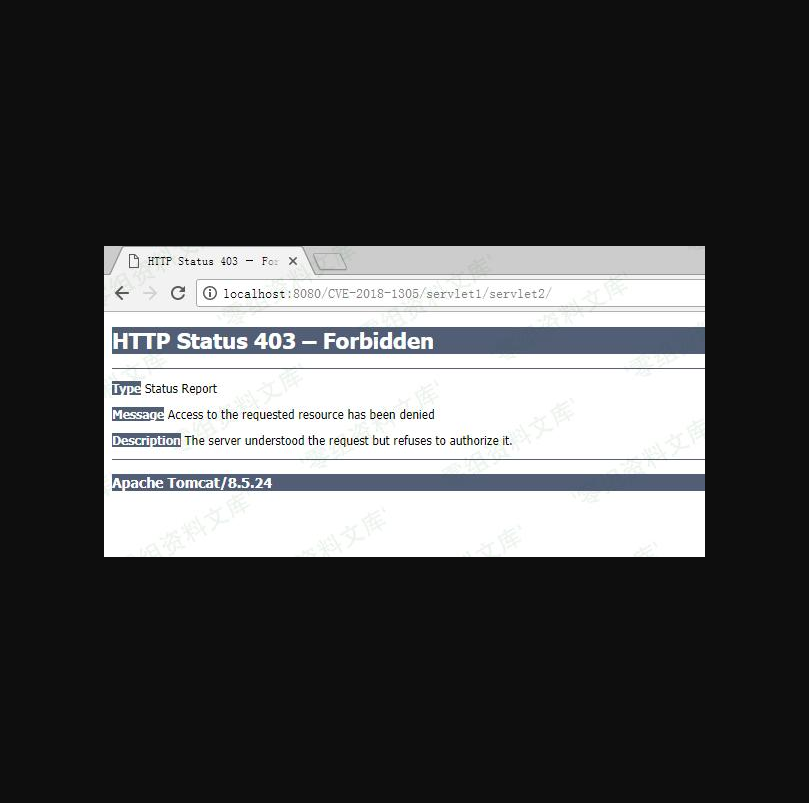 HTTP Status 403 – For
localhost:8080/CVE-2018-1305/servlet1/servlet2/
HTTP Status 403 – Forbidden
Type Status Report
Message Access to the requested resource has been denied
Description The server understood the request but refuses to authorize it.
Apache Tomcat/8.5.24
'零组资料文库'